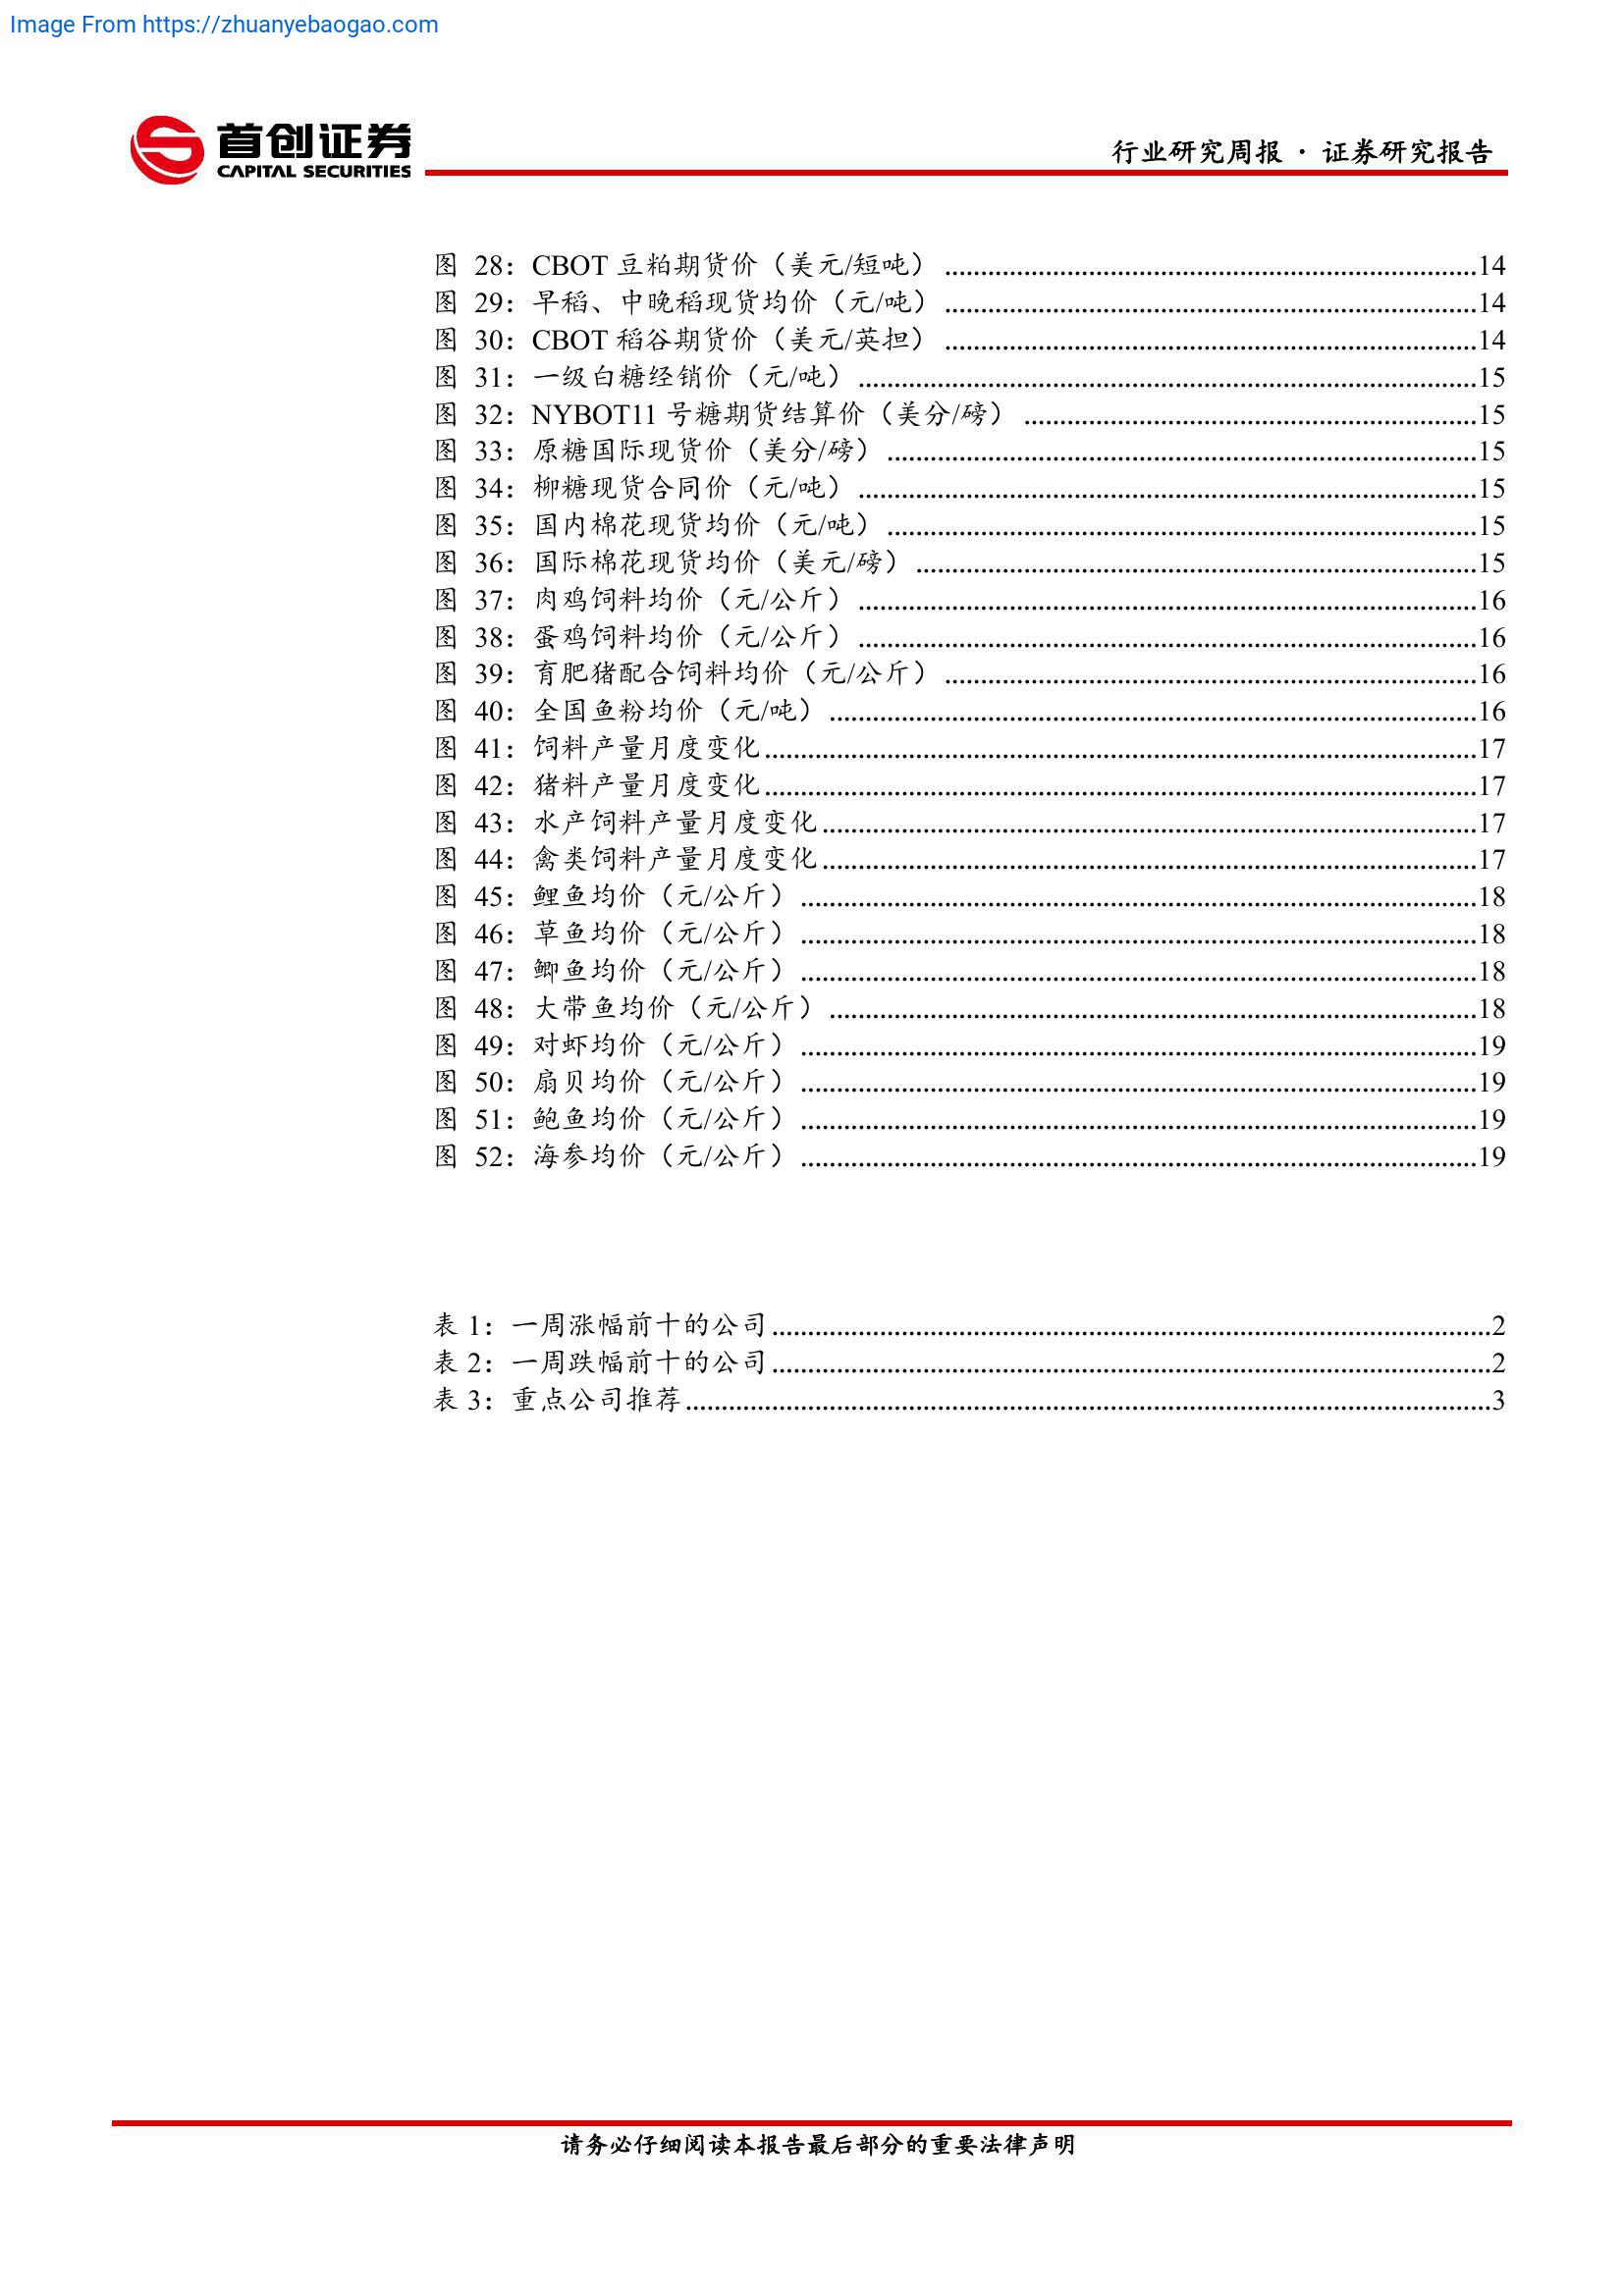 Image From https://zhuanyebaogao.com
首创证券
CAPITAL SECURITIES
行业研究周报 · 证券研究报告
图 28：CBOT 豆粕期货价（美元/短吨）14
图 29：早稻、中晚稻现货均价（元/吨）14
图 30：CBOT 稻谷期货价（美元/英担）14
图 31：一级白糖经销价（元/吨）15
图 32：NYBOT11 号糖期货结算价（美分/磅）15
图 33：原糖国际现货价（美分/磅）15
图 34：柳糖现货合同价（元/吨）15
图 35：国内棉花现货均价（元/吨）15
图 36：国际棉花现货均价（美元/磅）15
图 37：肉鸡饲料均价（元/公斤）16
图 38：蛋鸡饲料均价（元/公斤）16
图 39：育肥猪配合饲料均价（元/公斤）16
图 40：全国鱼粉均价（元/吨）16
图 41：饲料产量月度变化17
图 42：猪料产量月度变化17
图 43：水产饲料产量月度变化17
图 44：禽类饲料产量月度变化17
图 45：鲤鱼均价（元/公斤）18
图 46：草鱼均价（元/公斤）18
图 47：鲫鱼均价（元/公斤）18
图 48：大带鱼均价（元/公斤）18
图 49：对虾均价（元/公斤）19
图 50：扇贝均价（元/公斤）19
图 51：鲍鱼均价（元/公斤）19
图 52：海参均价（元/公斤）19
表 1：一周涨幅前十的公司2
表 2：一周跌幅前十的公司2
表 3：重点公司推荐3
请务必仔细阅读本报告最后部分的重要法律声明